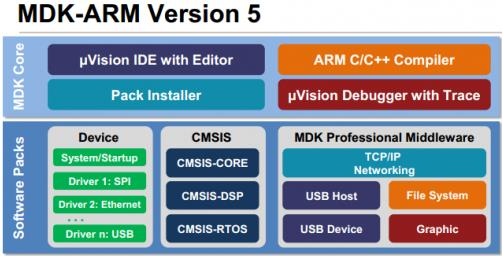 MDK-ARM Version 5
MDK Core
µVision IDE with Editor
ARM C/C++ Compiler
Pack Installer
µVision Debugger with Trace
Software Packs
Device
System/Startup
Driver 1: SPI
Driver 2: Ethernet
...
Driver n: USB
CMSIS
CMSIS-CORE
CMSIS-DSP
CMSIS-RTOS
MDK Professional Middleware
TCP/IP
Networking
USB Host
File System
USB Device
Graphic